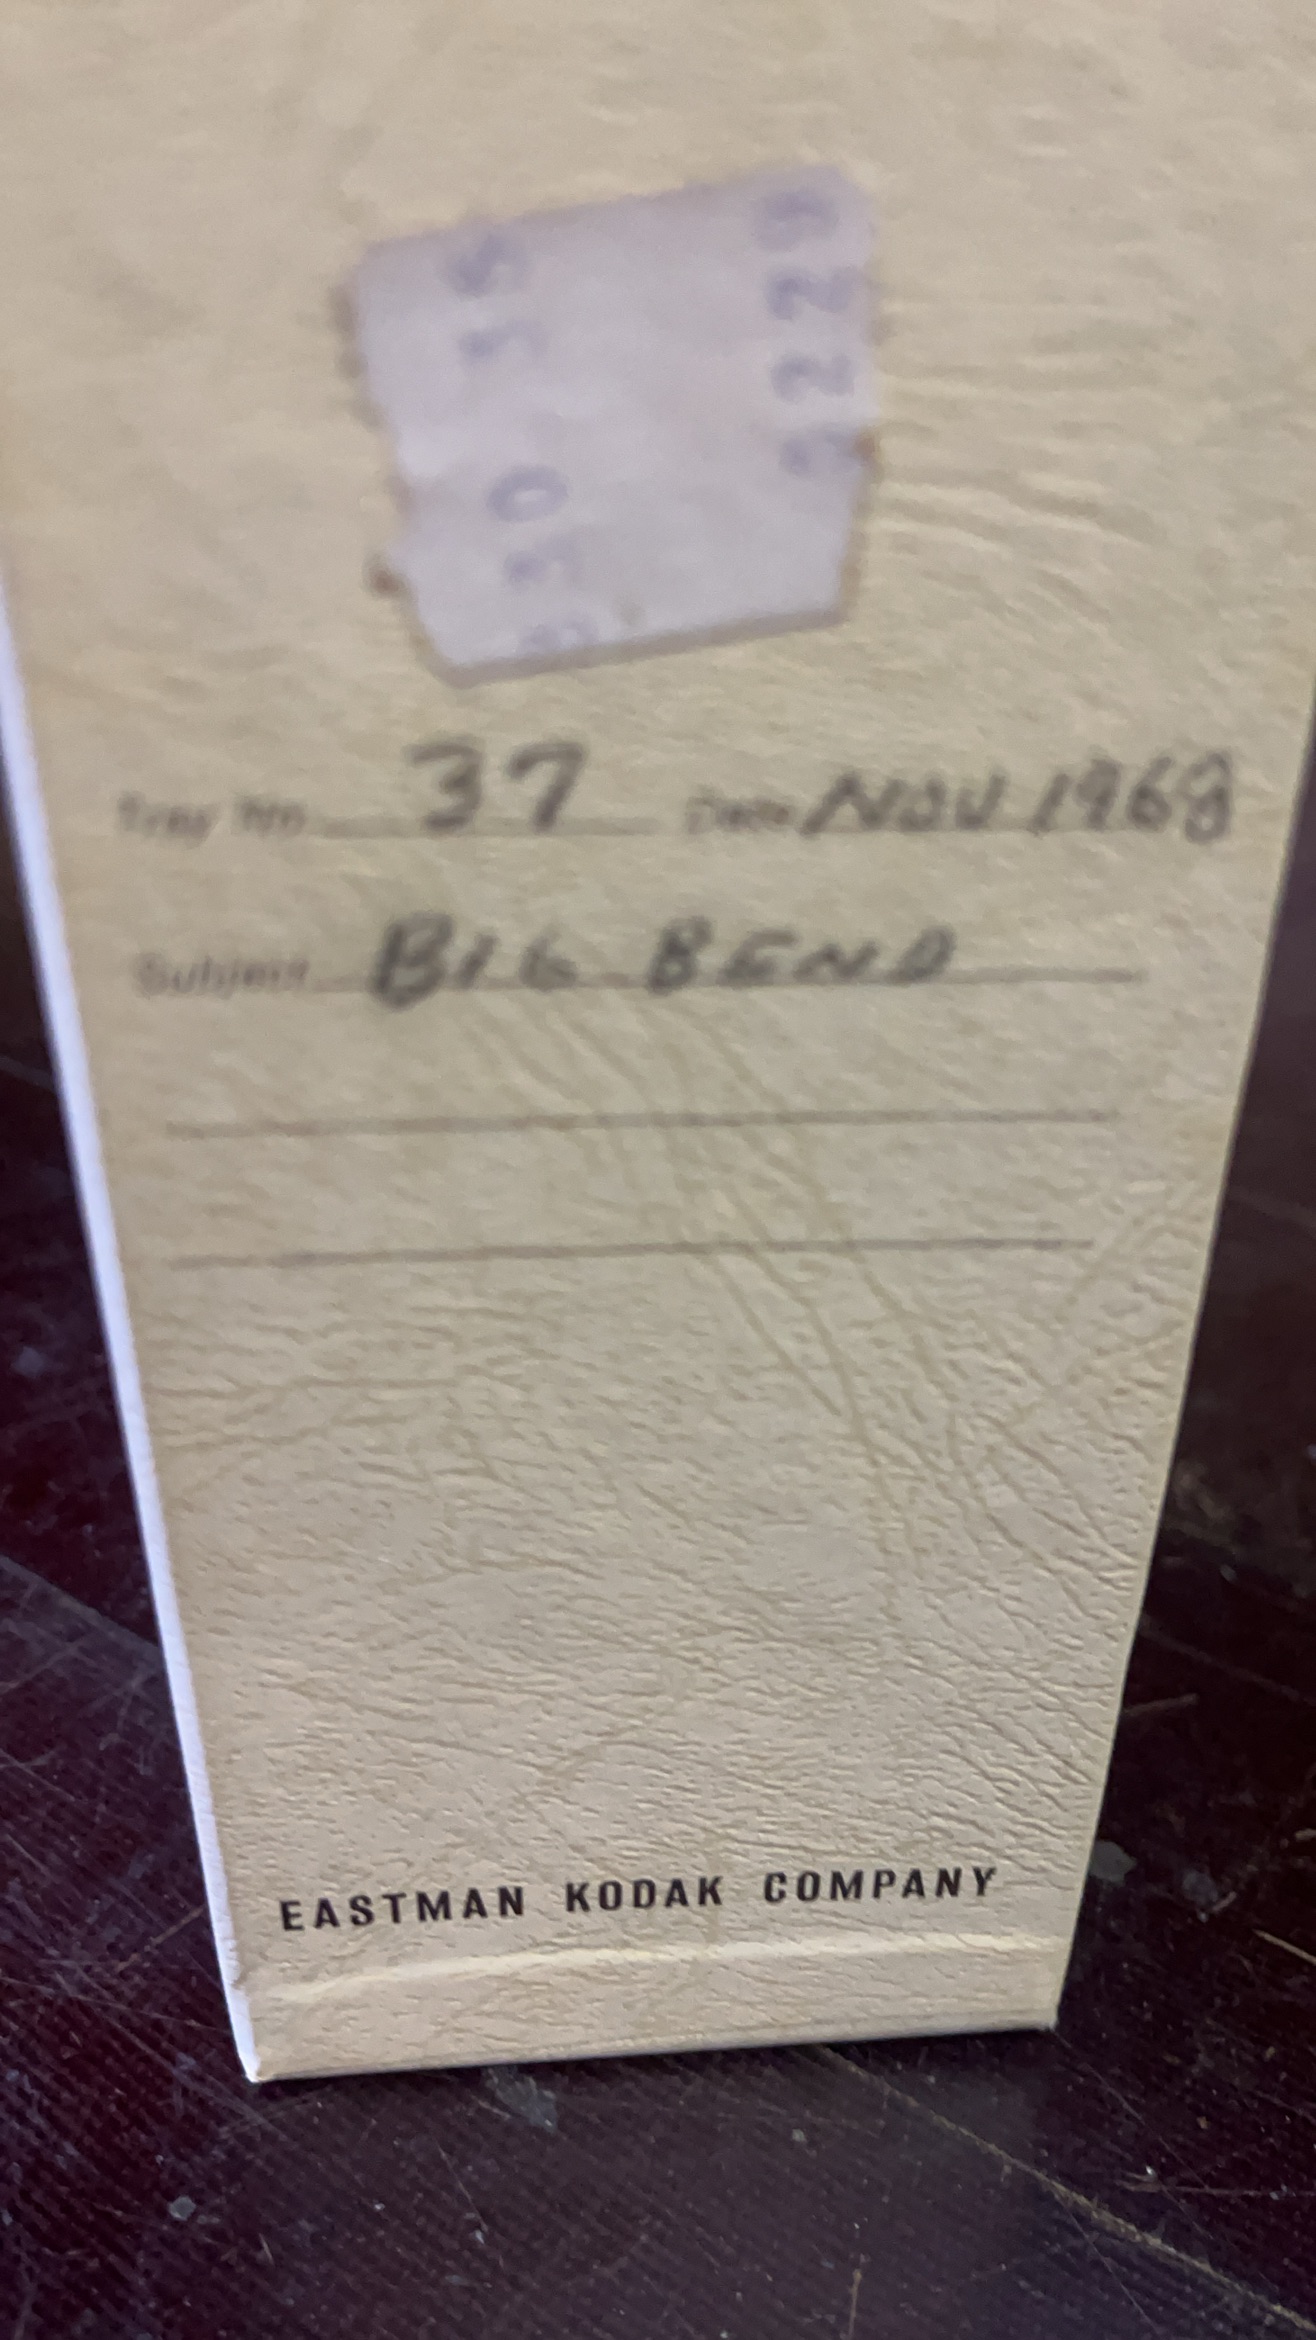 Tray No. 37 Date NOV 1968
Subject BIG BEND
EASTMAN KODAK COMPANY